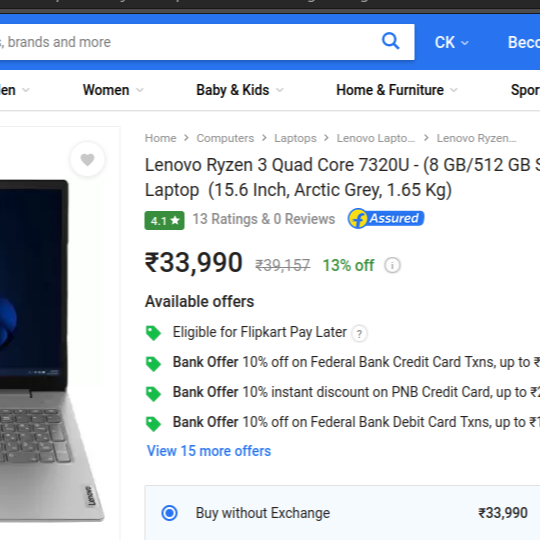 s, brands and more
CK
Beco
en
Women
Baby & Kids
Home & Furniture
Spor
Home > Computers > Laptops > Lenovo Lapto... > Lenovo Ryzen...
Lenovo Ryzen 3 Quad Core 7320U - (8 GB/512 GB S
Laptop (15.6 Inch, Arctic Grey, 1.65 Kg)
4.1 ★ 13 Ratings & 0 Reviews f Assured
₹33,990 ₹39,157 13% off i
Available offers
Eligible for Flipkart Pay Later ?
Bank Offer 10% off on Federal Bank Credit Card Txns, up to ₹
Bank Offer 10% instant discount on PNB Credit Card, up to ₹2
Bank Offer 10% off on Federal Bank Debit Card Txns, up to ₹1
View 15 more offers
Lenovo
Buy without Exchange ₹33,990